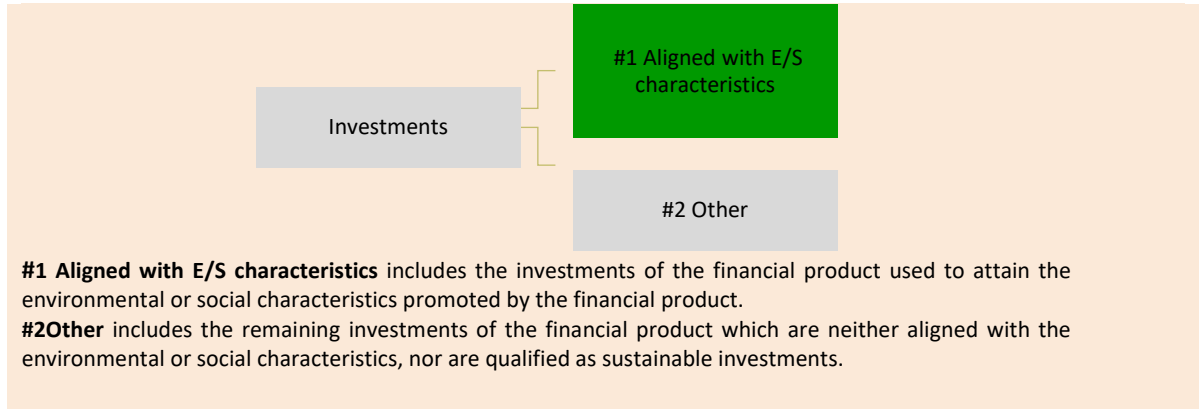 #1 Aligned with E/S
characteristics
Investments
#2 Other
#1 Aligned with E/S characteristics includes the investments of the financial product used to attain the
environmental or social characteristics promoted by the financial product.
#2Other includes the remaining investments of the financial product which are neither aligned with the
environmental or social characteristics, nor are qualified as sustainable investments.